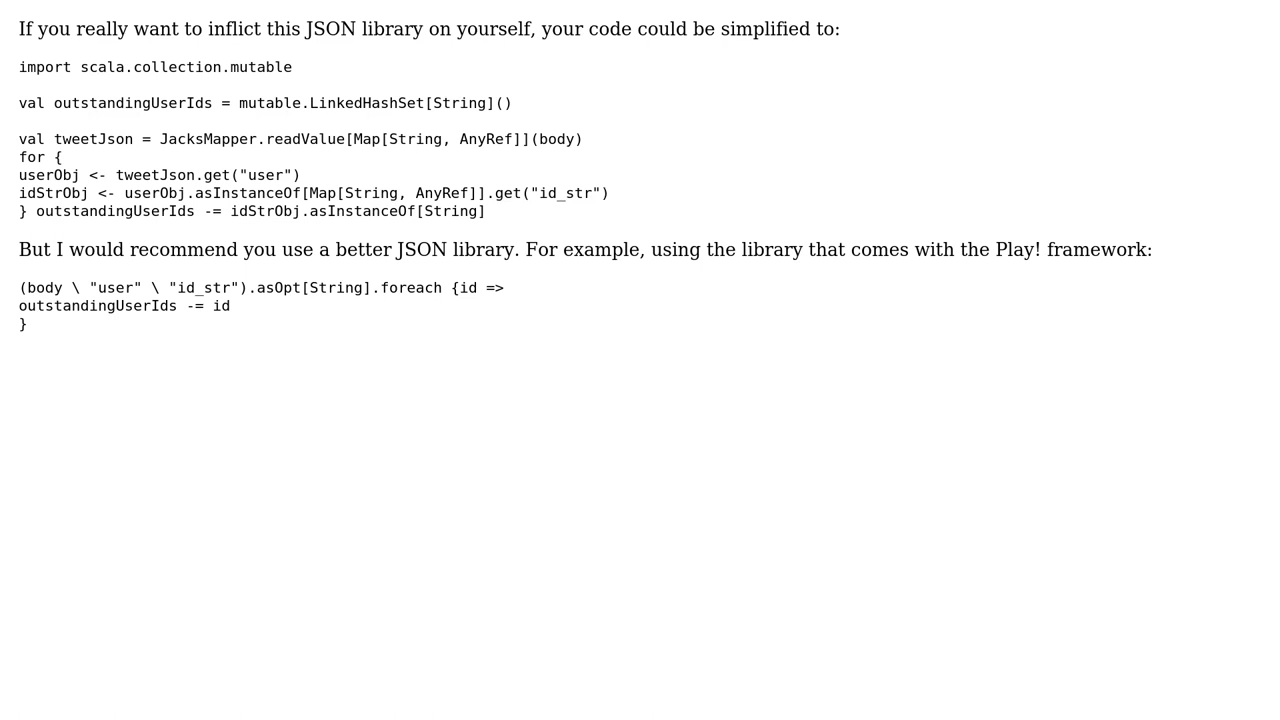 If you really want to inflict this JSON library on yourself, your code could be simplified to:
import scala.collection.mutable
val outstandingUserIds = mutable.LinkedHashSet[String]()
val tweetJson = JacksMapper.readValue[Map[String, AnyRef]](body)
for {
userObj <- tweetJson.get("user")
idStrObj <- userObj.asInstanceOf[Map[String, AnyRef]].get("id_str")
} outstandingUserIds -= idStrObj.asInstanceOf[String]
But I would recommend you use a better JSON library. For example, using the library that comes with the Play! framework:
(body \ "user" \ "id_str").asOpt[String].foreach {id =>
outstandingUserIds -= id
}